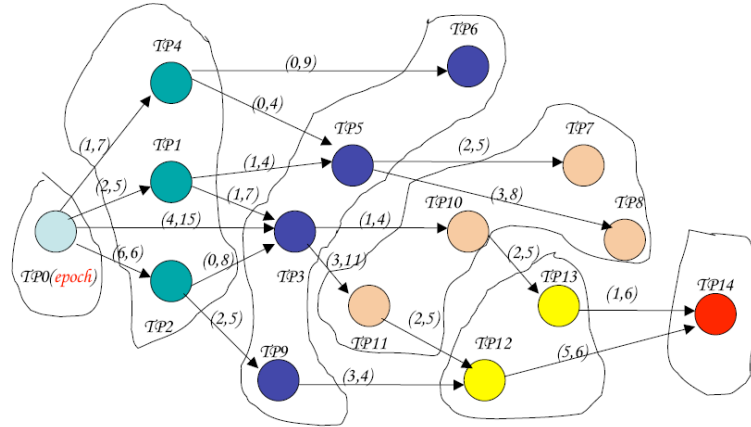 TP4
(0,9)
TP6
(0,4)
(1,7)
TP1
TP5
TP7
(2,5)
(1,4)
(2,5)
(1,7)
(3,8)
(4,15)
(1,4)
TP10
TP8
TP0(epoch)
(6,6)
(0,8)
TP3
(3,11)
(2,5)
TP13
TP2
(2,5)
TP11
(2,5)
(1,6)
TP14
TP9
(3,4)
TP12
(5,6)